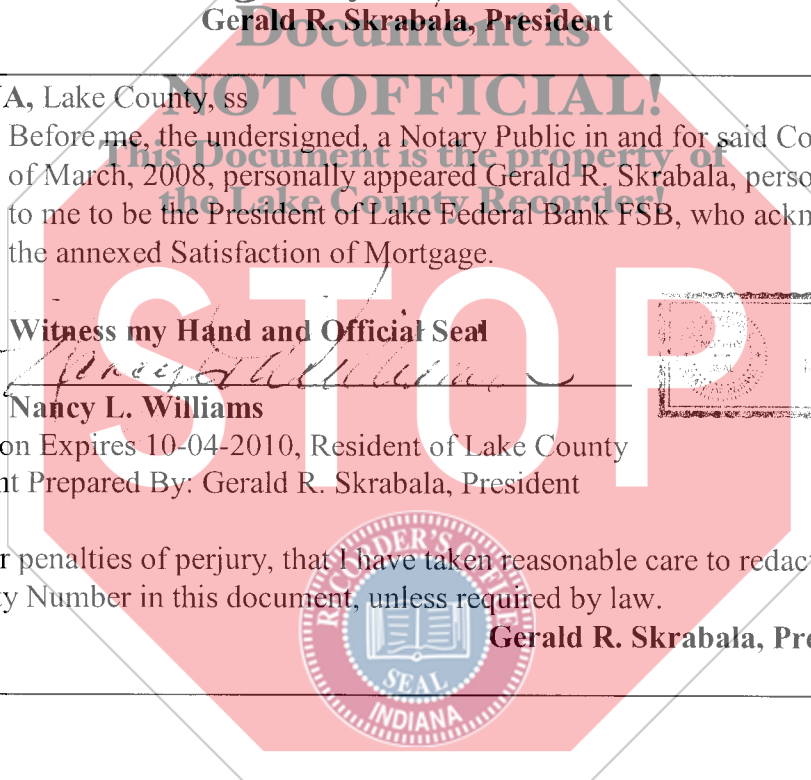 Gerald R. Skrabala, President
Document is
NOT OFFICIAL!
This Document is the property of
the Lake County Recorder!
A, Lake County, ss
Before me, the undersigned, a Notary Public in and for said Co
of March, 2008, personally appeared Gerald R. Skrabala, perso
to me to be the President of Lake Federal Bank FSB, who ackn
the annexed Satisfaction of Mortgage.
STOP
Witness my Hand and Official Seal
Nancy L. Williams
Nancy L. Williams
on Expires 10-04-2010, Resident of Lake County
nt Prepared By: Gerald R. Skrabala, President
r penalties of perjury, that I have taken reasonable care to redac
ty Number in this document, unless required by law.
Gerald R. Skrabala, Pre
RECORDER'S OFFICE
SEAL
INDIANA